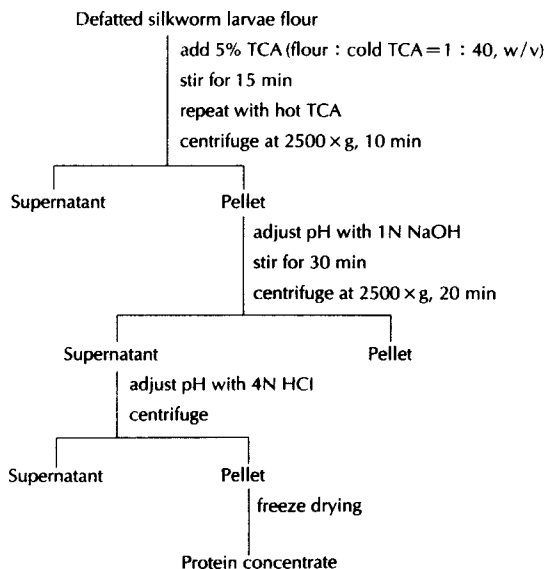 Defatted silkworm larvae flour
add 5% TCA (flour : cold TCA=1 : 40, w/v)
stir for 15 min
repeat with hot TCA
centrifuge at 2500×g, 10 min
Supernatant Pellet
adjust pH with 1N NaOH
stir for 30 min
centrifuge at 2500×g, 20 min
Supernatant Pellet
adjust pH with 4N HCl
centrifuge
Supernatant Pellet
freeze drying
Protein concentrate